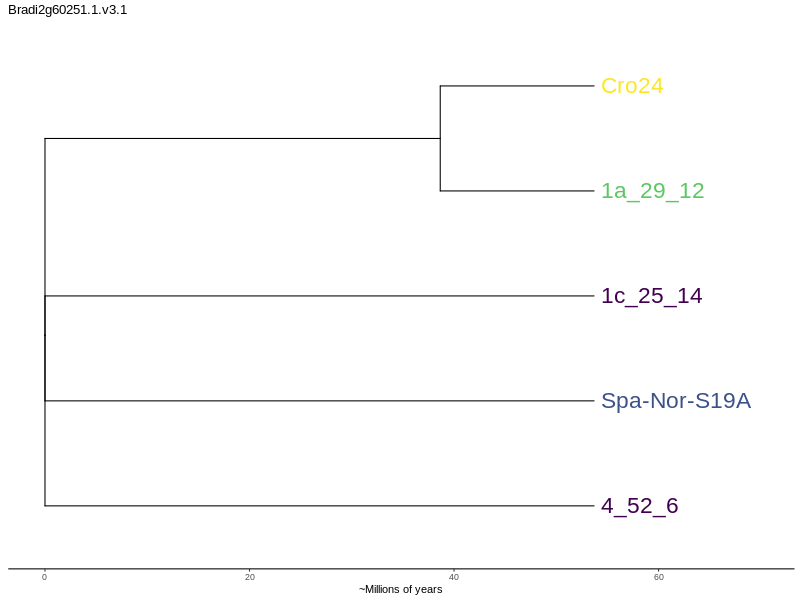 Bradi2g60251.1.v3.1
Cro24
1a_29_12
1c_25_14
Spa-Nor-S19A
4_52_6
0 20 40 60
~Millions of years